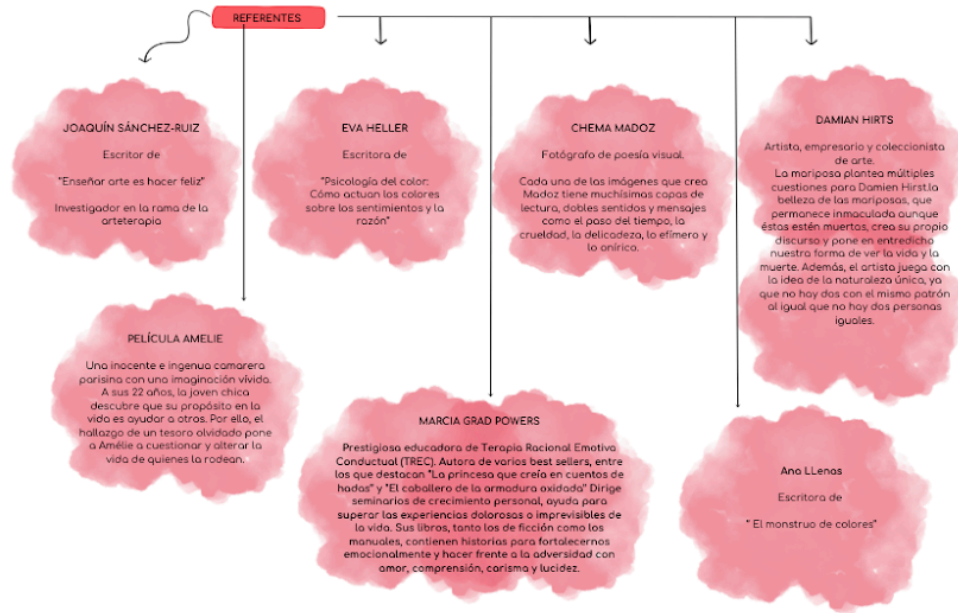 REFERENTES
JOAQUÍN SÁNCHEZ-RUIZ
Escritor de
"Enseñar arte es hacer feliz"
Investigador en la rama de la
arteterapia
EVA HELLER
Escritora de
"Psicología del color:
Cómo actuan los colores
sobre los sentimientos y la
razón"
CHEMA MADOZ
Fotógrafo de poesía visual.
Cada una de las imágenes que crea
Madoz tiene muchísimas capas de
lectura, dobles sentidos y mensajes
como el paso del tiempo, la
crueldad, la delicadeza, lo efímero y
lo onírico.
DAMIAN HIRTS
Artista, empresario y coleccionista
de arte.
La mariposa plantea múltiples
cuestiones para Damien Hirst.la
belleza de las mariposas, que
permanece inmaculada aunque
éstas estén muertas, crea su propio
discurso y pone en entredicho
nuestra forma de ver la vida y la
muerte. Además, el artista juega con
la idea de la naturaleza única, ya
que no hay dos con el mismo patrón
al igual que no hay dos personas
iguales.
PELÍCULA AMELIE
Una inocente e ingenua camarera
parisina con una imaginación vívida.
A sus 22 años, la joven chica
descubre que su propósito en la
vida es ayudar a otras. Por ello, el
hallazgo de un tesoro olvidado pone
a Amélie a cuestionar y alterar la
vida de quienes la rodean.
MARCIA GRAD POWERS
Prestigiosa educadora de Terapia Racional Emotiva
Conductual (TREC). Autora de varios best sellers, entre
los que destacan "La princesa que creía en cuentos de
hadas" y "El caballero de la armadura oxidada" Dirige
seminarios de crecimiento personal, ayuda para
superar las experiencias dolorosas o imprevisibles de
la vida. Sus libros, tanto los de ficción como los
manuales, contienen historias para fortalecernos
emocionalmente y hacer frente a la adversidad con
amor, comprensión, carisma y lucidez.
Ana LLenas
Escritora de
" El monstruo de colores"